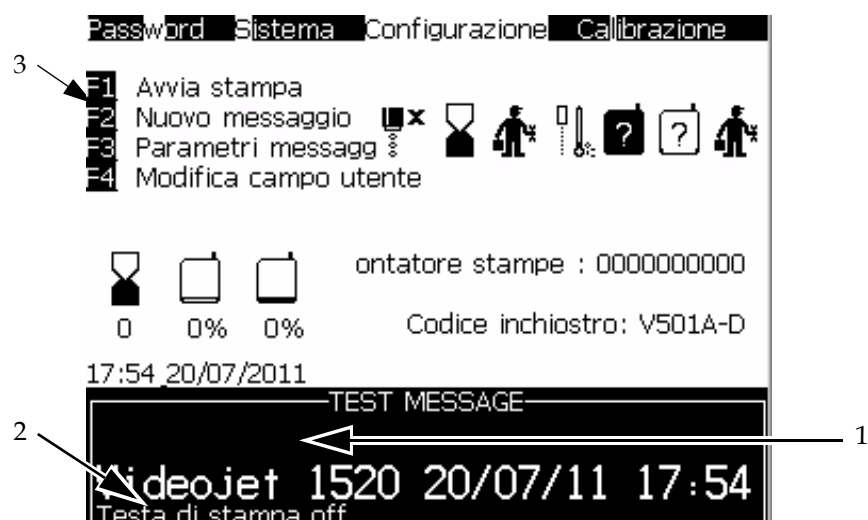 Password Sistema Configurazione Calibrazione
3
F1 Avvia stampa
F2 Nuovo messaggio
F3 Parametri messagg
F4 Modifica campo utente
? ?
ontatore stampe : 0000000000
0 0% 0%
Codice inchiostro: V501A-D
17:54 20/07/2011
TEST MESSAGE
2
1
Videojet 1520 20/07/11 17:54
Testa di stampa off